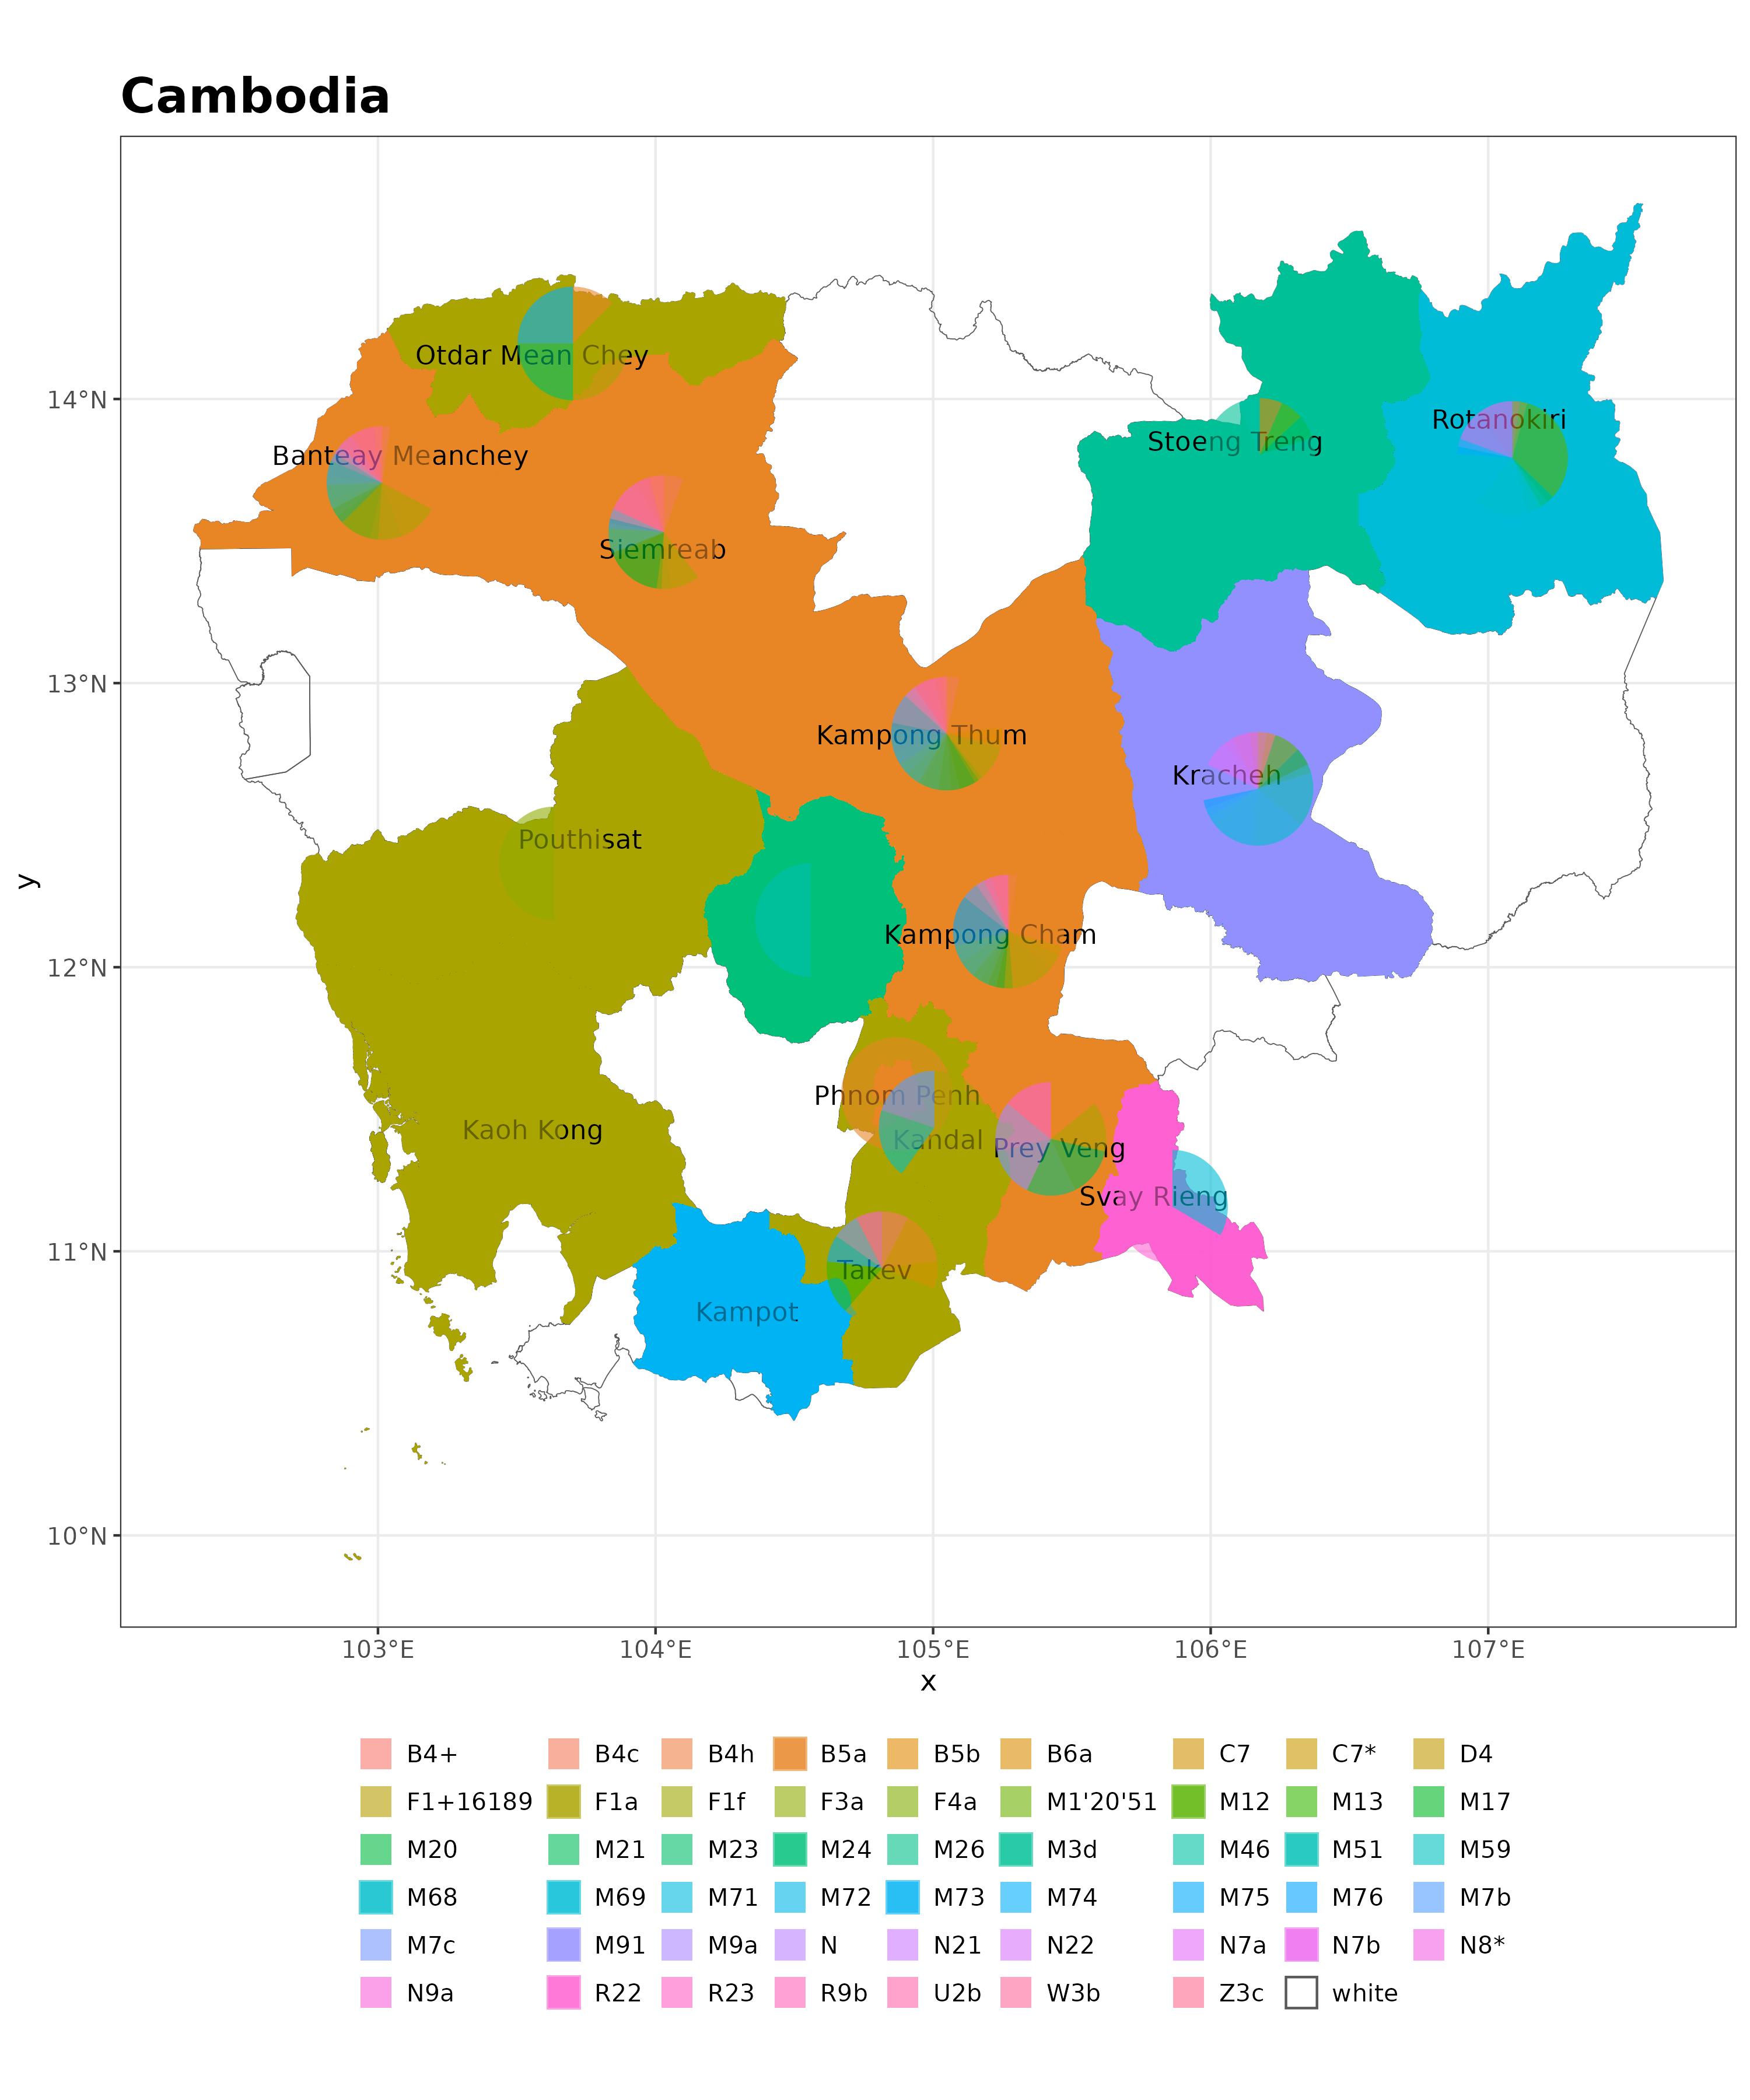 Cambodia
Otdar Mean Chey
Rotanokiri
Stoeng Treng
Banteay Meanchey
Siemreab
Kampong Thum
Kracheh
Pouthisat
Kampong Cham
Phnom Penh
Kaoh Kong
Kandal
Prey Veng
Svay Rieng
Takev
Kampot
14°N
13°N
12°N
11°N
10°N
y
103°E 104°E 105°E 106°E 107°E
x
B4+ B4c B4h B5a B5b B6a C7 C7* D4
F1+16189 F1a F1f F3a F4a M1'20'51 M12 M13 M17
M20 M21 M23 M24 M26 M3d M46 M51 M59
M68 M69 M71 M72 M73 M74 M75 M76 M7b
M7c M91 M9a N N21 N22 N7a N7b N8*
N9a R22 R23 R9b U2b W3b Z3c white